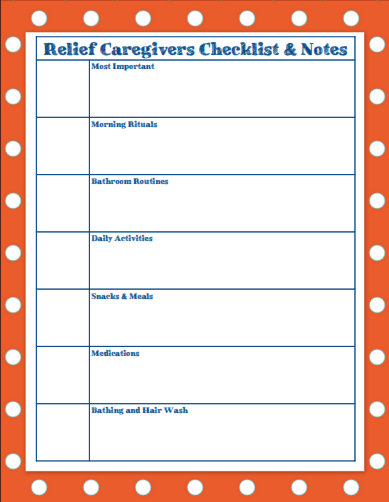 Relief Caregivers Checklist & Notes
Most Important
Morning Rituals
Bathroom Routines
Daily Activities
Snacks & Meals
Medications
Bathing and Hair Wash